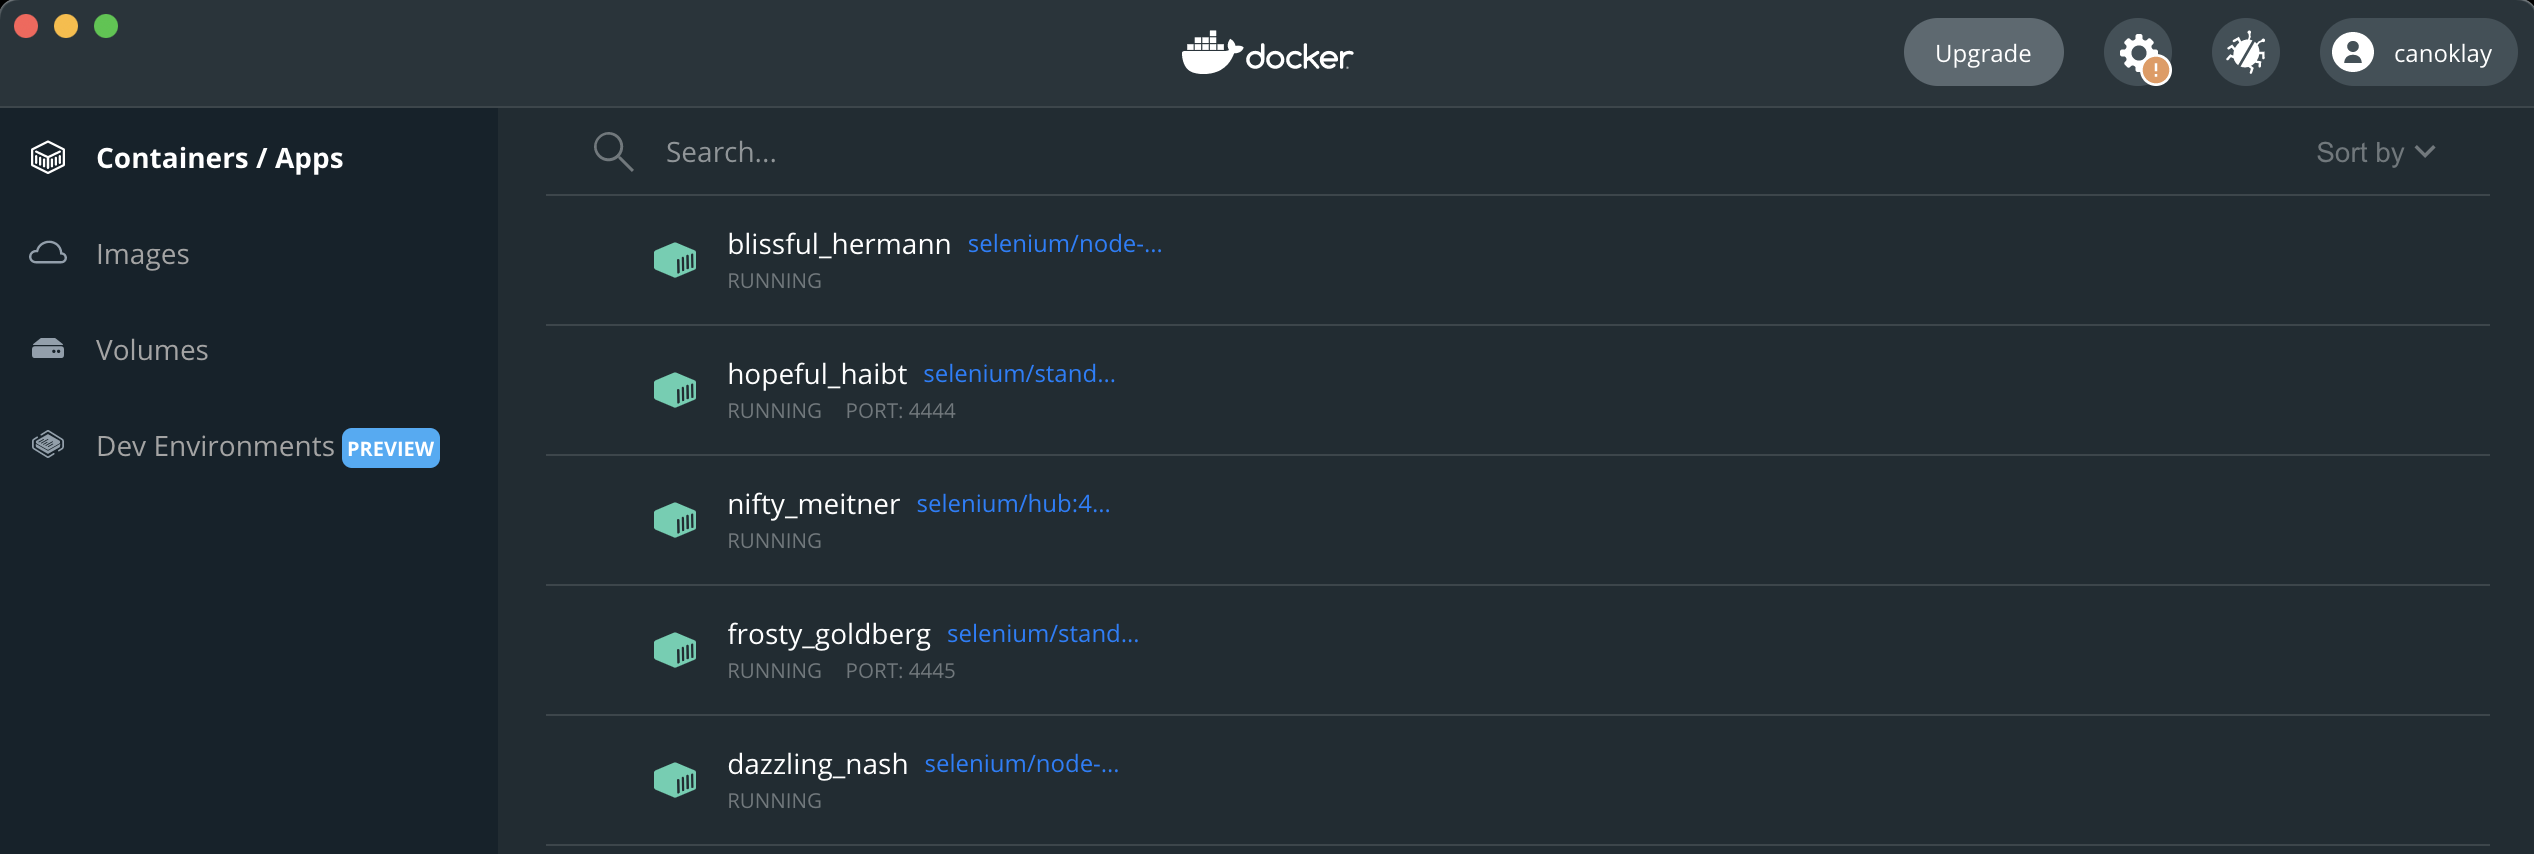 docker
Upgrade
canoklay
Containers / Apps
Images
Volumes
Dev Environments PREVIEW
Search...
Sort by
blissful_hermann selenium/node-...
RUNNING
hopeful_haibt selenium/stand...
RUNNING PORT: 4444
nifty_meitner selenium/hub:4...
RUNNING
frosty_goldberg selenium/stand...
RUNNING PORT: 4445
dazzling_nash selenium/node-...
RUNNING